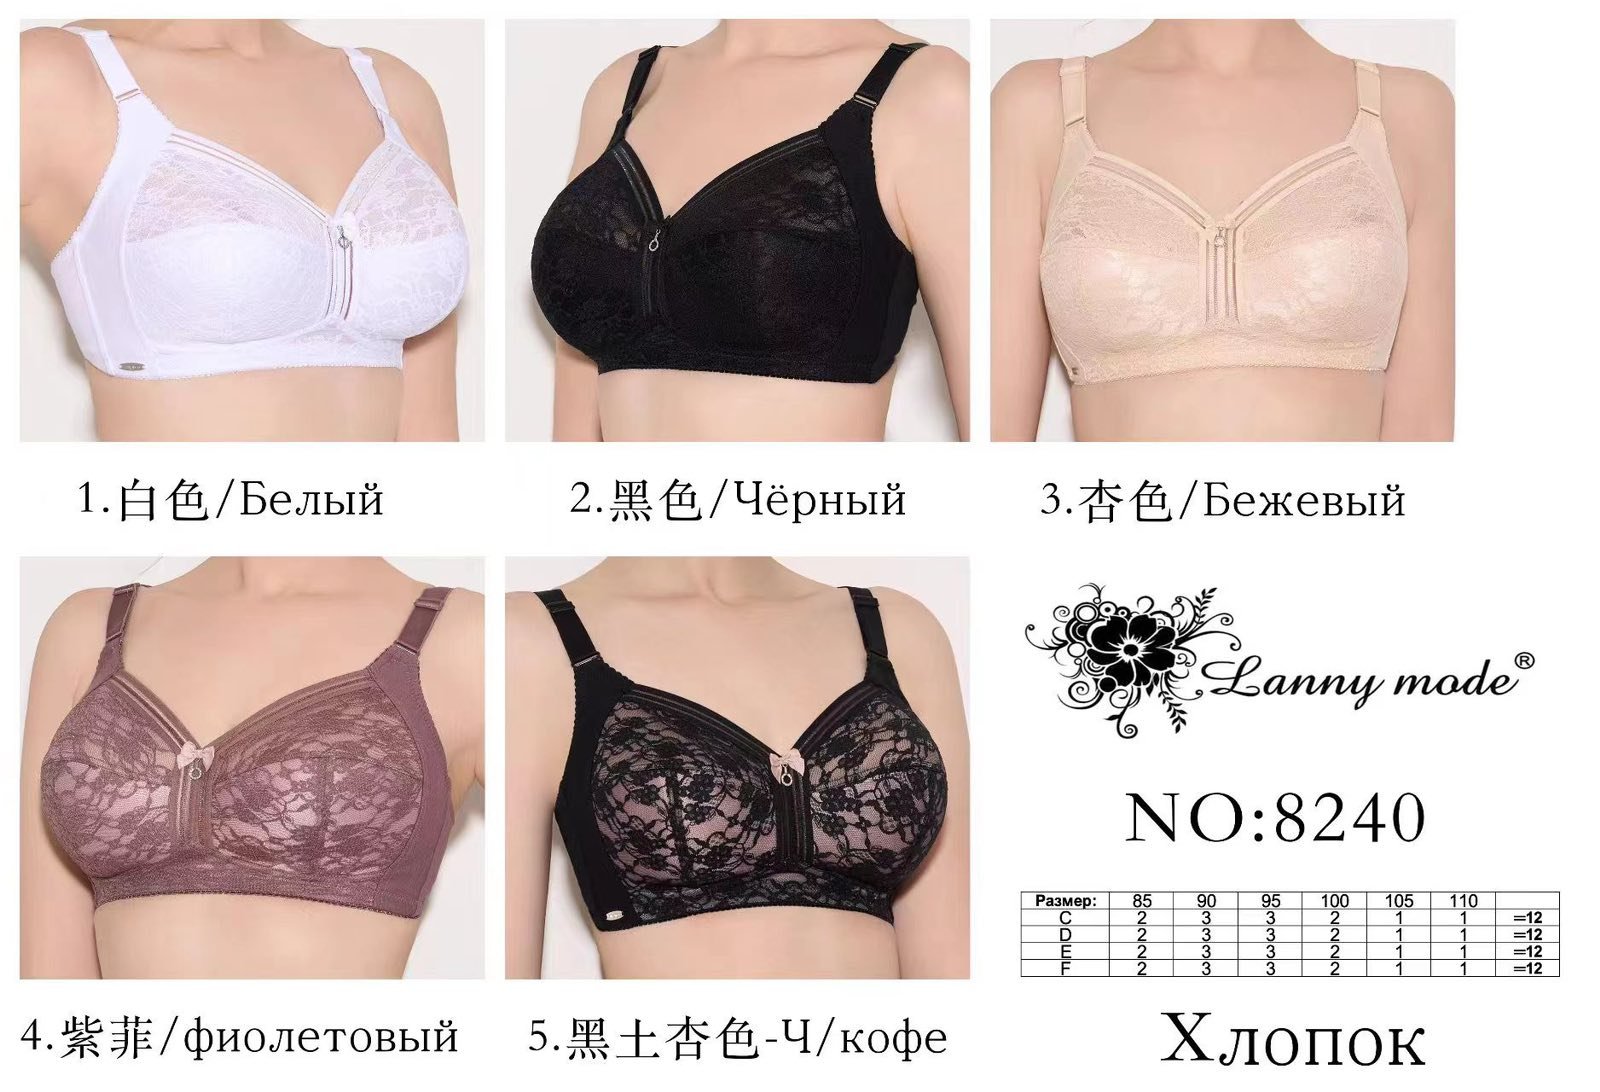 1.白色/Белый
2.黑色/Чёрный
3.杏色/Бежевый
4.紫菲/фиолетовый
5.黑土杏色-Ч/кофе
Lanny mode®
NO:8240
Размер: 85 90 95 100 105 110
C 2 3 3 2 1 1 =12
D 2 3 3 2 1 1 =12
E 2 3 3 2 1 1 =12
F 2 3 3 2 1 1 =12
Хлопок